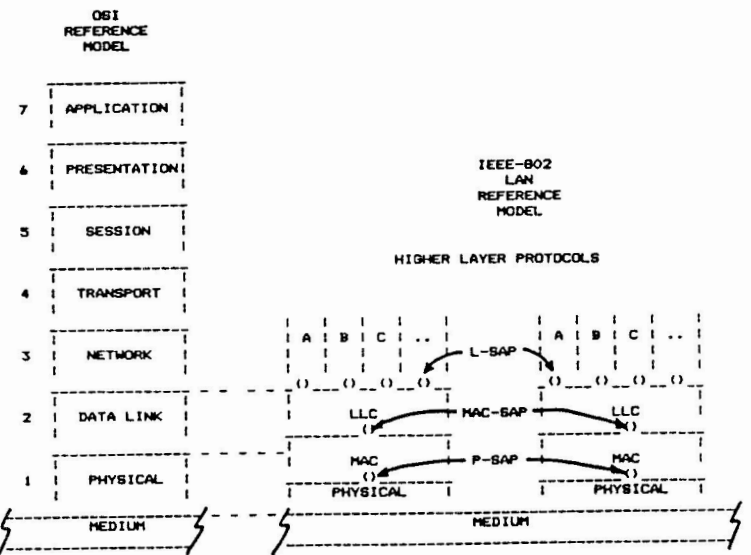 OSI
REFERENCE
MODEL
7 APPLICATION
6 PRESENTATION
5 SESSION
4 TRANSPORT
3 NETWORK
2 DATA LINK
1 PHYSICAL
MEDIUM
IEEE-802
LAN
REFERENCE
MODEL
HIGHER LAYER PROTOCOLS
A B C .. L-SAP A B C ..
() () () () () () () ()
LLC MAC-SAP LLC
() ()
MAC P-SAP MAC
() ()
PHYSICAL PHYSICAL
MEDIUM